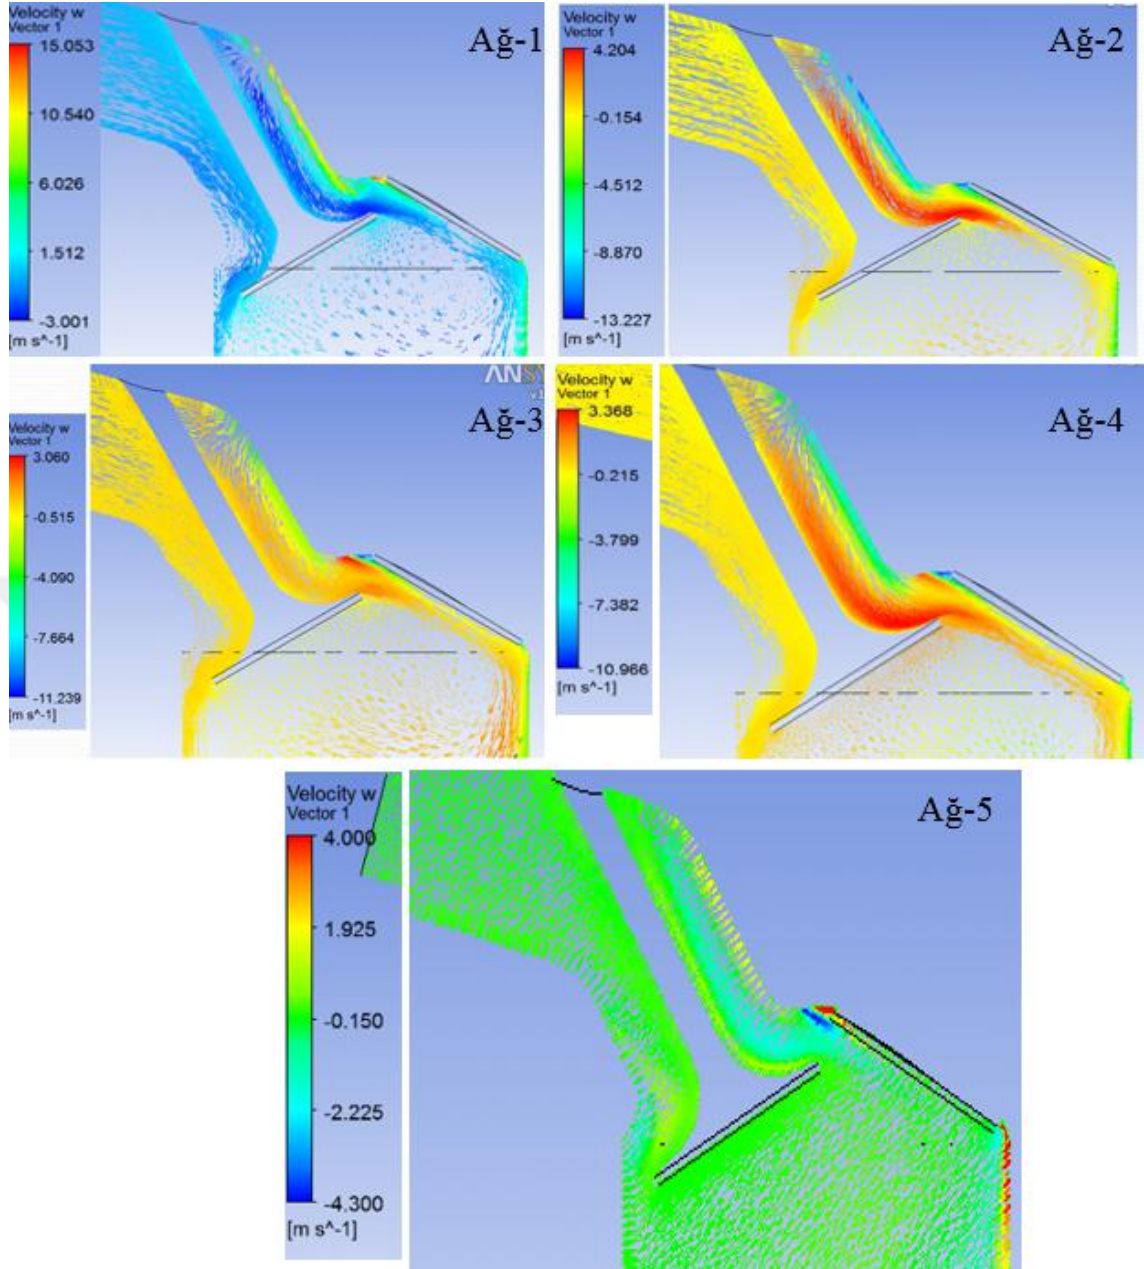 Velocity w
Vector 1
15.053
10.540
6.026
1.512
-3.001
[m s^-1]
Ağ-1
Velocity w
Vector 1
4.204
-0.154
-4.512
-8.870
-13.227
[m s^-1]
Ağ-2
Velocity w
Vector 1
3.060
-0.515
-4.090
-7.664
-11.239
[m s^-1]
Ağ-3
Velocity w
Vector 1
3.368
-0.215
-3.799
-7.382
-10.966
[m s^-1]
Ağ-4
Velocity w
Vector 1
4.000
1.925
-0.150
-2.225
-4.300
[m s^-1]
Ağ-5